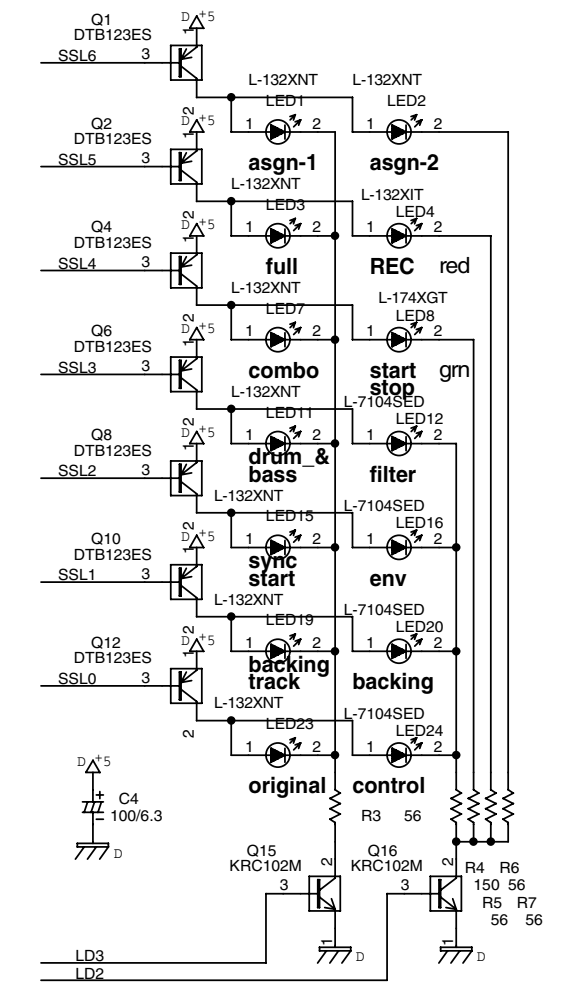 Q1
DTB123ES
SSL6 3
D +5
1
2
L-132XNT L-132XNT
LED1 LED2
1 2 1 2
asgn-1 asgn-2
Q2
DTB123ES
SSL5 3
D +5
1
2
L-132XNT L-132XIT
LED3 LED4
1 2 1 2
full REC red
Q4
DTB123ES
SSL4 3
D +5
1
2
L-132XNT L-174XGT
LED7 LED8
1 2 1 2
combo start stop grn
Q6
DTB123ES
SSL3 3
D +5
1
2
L-132XNT L-7104SED
LED11 LED12
1 2 1 2
drum_& bass filter
Q8
DTB123ES
SSL2 3
D +5
1
2
L-132XNT L-7104SED
LED15 LED16
1 2 1 2
sync start env
Q10
DTB123ES
SSL1 3
D +5
1
2
L-132XNT L-7104SED
LED19 LED20
1 2 1 2
backing track backing
Q12
DTB123ES
SSL0 3
D +5
1
2
L-132XNT L-7104SED
LED23 LED24
1 2 1 2
original control
D +5
C4
100/6.3
D
R3 56
Q15
KRC102M
3
2
1
D
Q16
KRC102M
3
2
1
D
R4 R6
150 56
R5 R7
56 56
LD3
LD2